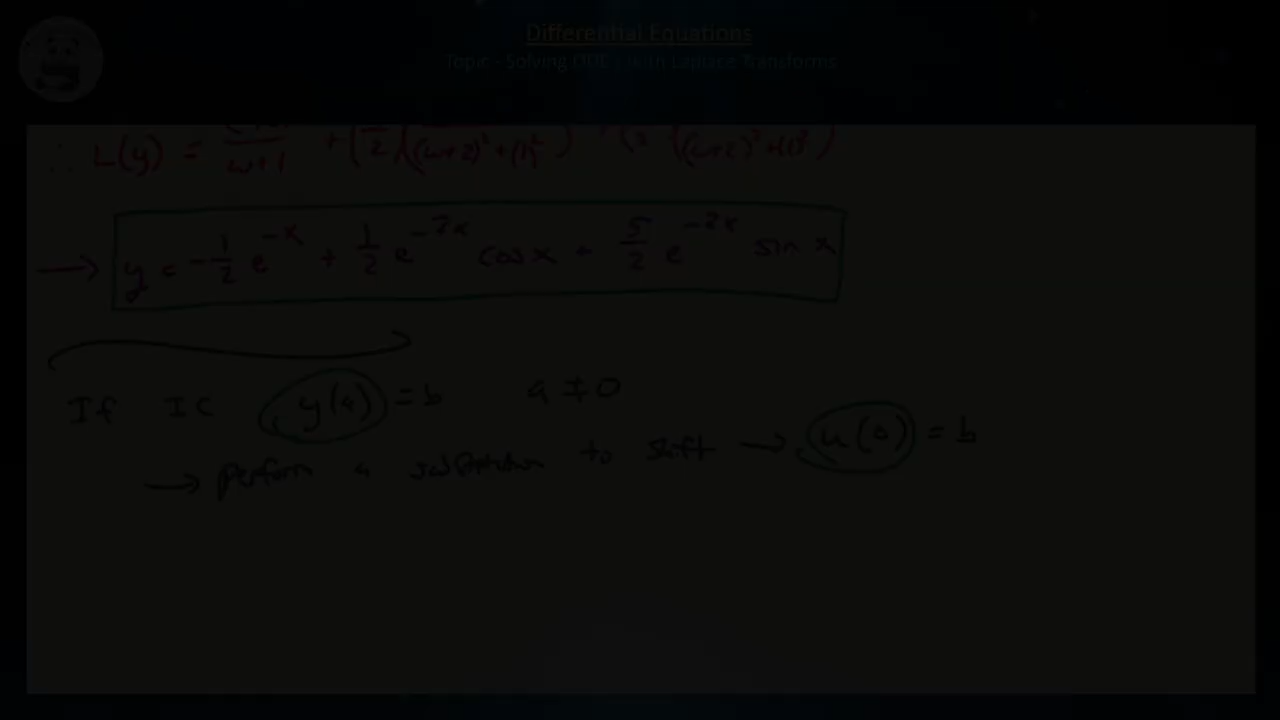 Differential Equations
Topic - Solving ODE's with Laplace Transforms
∴ L(y) =
→ y = -1/2 e^{-x} + 1/2 e^{-2x} cos x - 5/2 e^{-2x} sin x
If IC y(a) = b a ≠ 0
→ perform a substitution to shift → u(0) = b